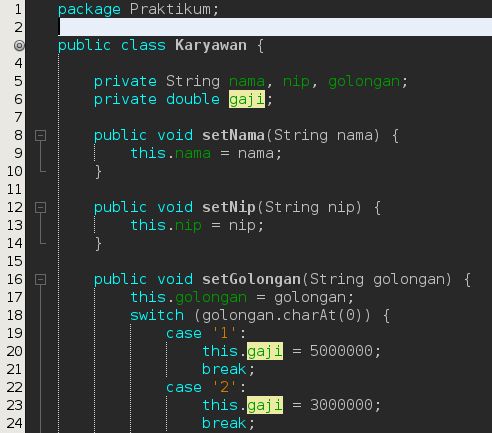 1 package Praktikum;
2
public class Karyawan {
4
5 private String nama, nip, golongan;
6 private double gaji;
7
8 public void setNama(String nama) {
9 this.nama = nama;
10 }
11
12 public void setNip(String nip) {
13 this.nip = nip;
14 }
15
16 public void setGolongan(String golongan) {
17 this.golongan = golongan;
18 switch (golongan.charAt(0)) {
19 case '1':
20 this.gaji = 5000000;
21 break;
22 case '2':
23 this.gaji = 3000000;
24 break;